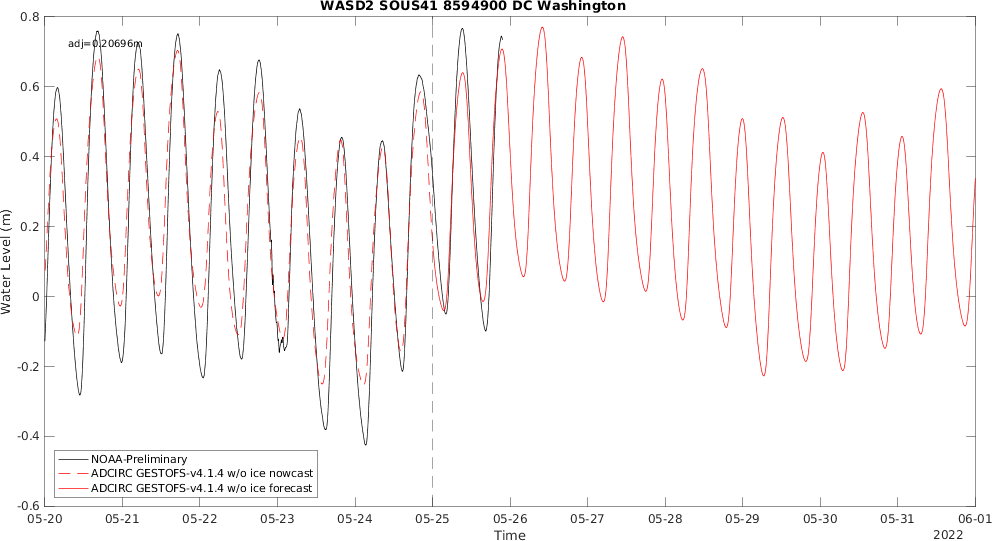 WASD2 SOUS41 8594900 DC Washington
adj=0.20696m
0.8
0.6
0.4
0.2
0
-0.2
-0.4
-0.6
Water Level (m)
NOAA-Preliminary
ADCIRC GESTOFS-v4.1.4 w/o ice nowcast
ADCIRC GESTOFS-v4.1.4 w/o ice forecast
05-20 05-21 05-22 05-23 05-24 05-25 05-26 05-27 05-28 05-29 05-30 05-31 06-01
Time
2022